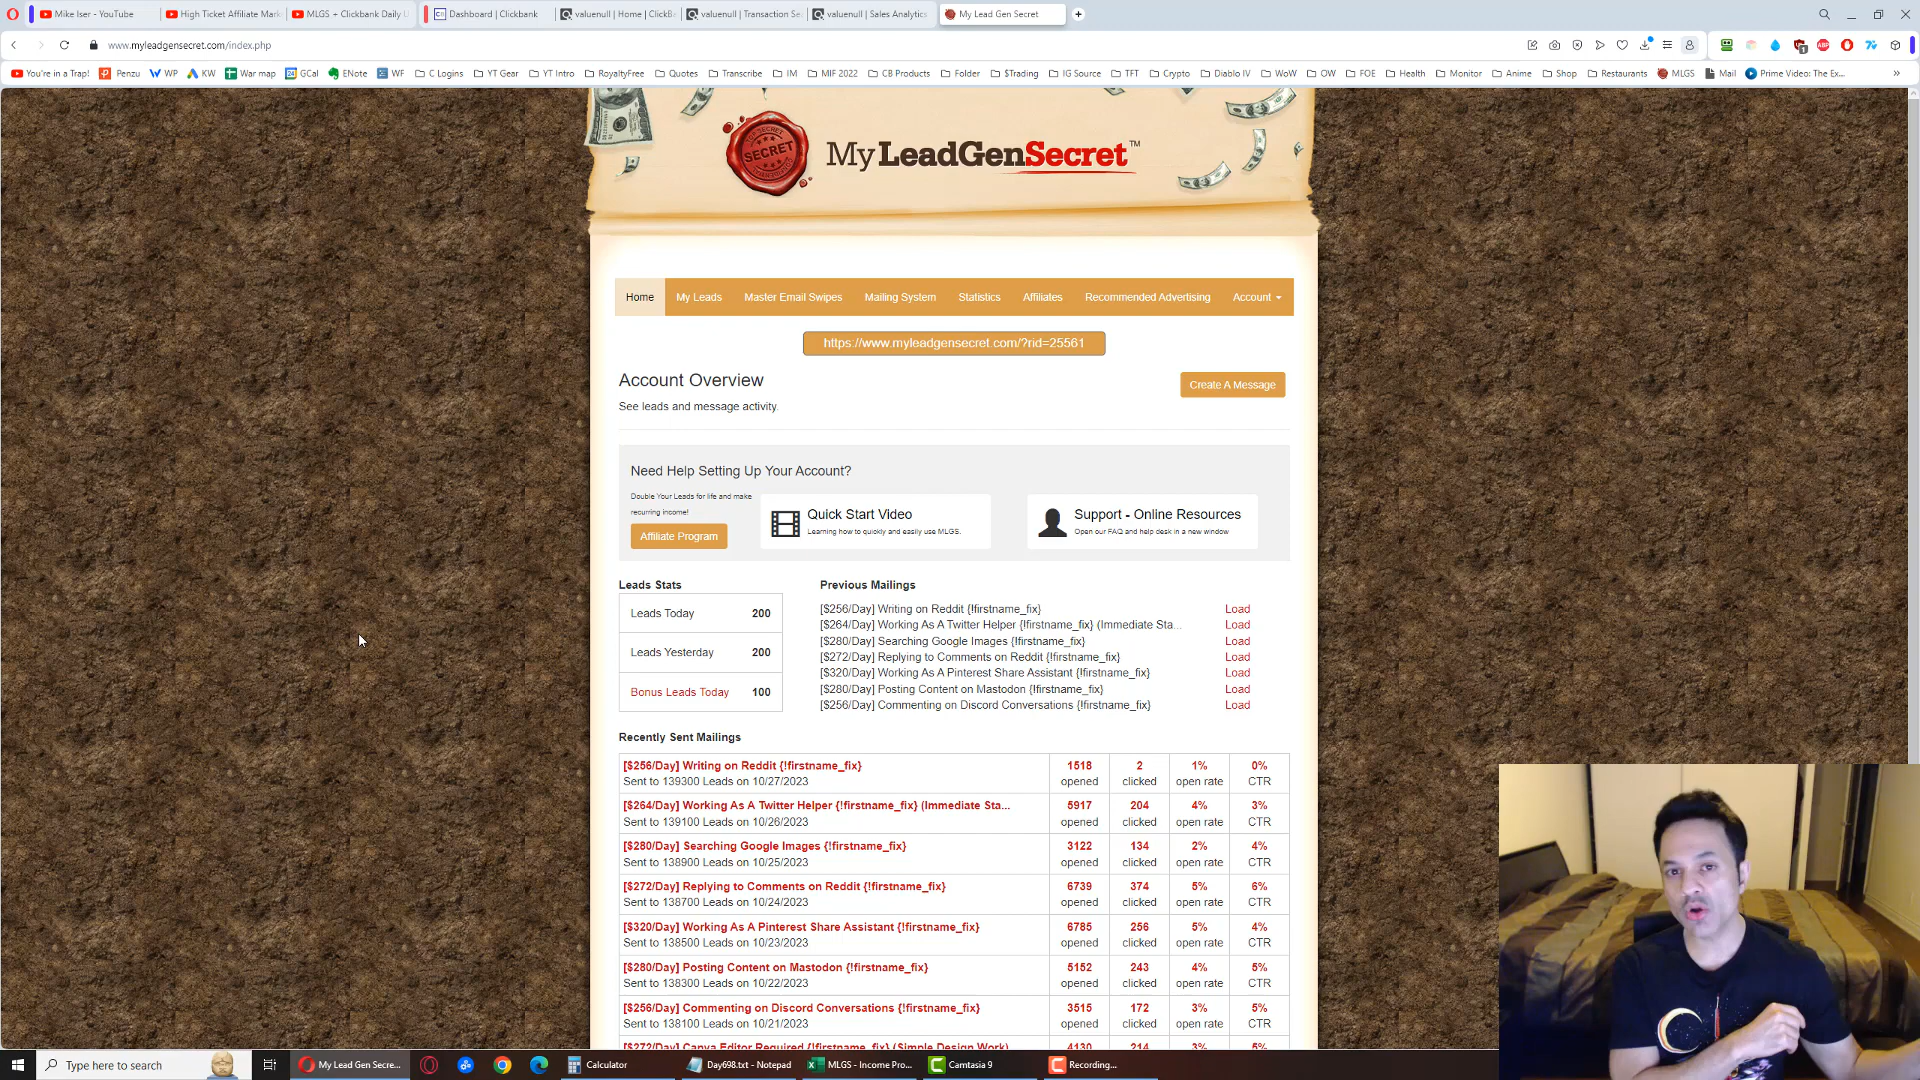 Mike Iser - YouTube
High Ticket Affiliate Mark
MLGS + Clickbank Daily U
Dashboard | Clickbank
valuenull | Home | ClickB
valuenull | Transaction Se
valuenull | Sales Analytics
My Lead Gen Secret
www.myleadgensecret.com/index.php
You're in a Trap!
Penzu
WP
KW
War map
GCal
ENote
WF
C Logins
YT Gear
YT Intro
RoyaltyFree
Quotes
Transcribe
IM
MIF 2022
CB Products
Folder
$Trading
IG Source
TFT
Crypto
Diablo IV
WoW
OW
FOE
Health
Monitor
Anime
Shop
Restaurants
MLGS
Mail
Prime Video: The Ex...
SECRET
MyLeadGenSecret™
Home
My Leads
Master Email Swipes
Mailing System
Statistics
Affiliates
Recommended Advertising
Account
https://www.myleadgensecret.com/?rid=25561
Account Overview
Create A Message
See leads and message activity.
Need Help Setting Up Your Account?
Double Your Leads for life and make
recurring income!
Affiliate Program
Quick Start Video
Learning how to quickly and easily use MLGS.
Support - Online Resources
Open our FAQ and help desk in a new window
Leads Stats
Leads Today 200
Leads Yesterday 200
Bonus Leads Today 100
Previous Mailings
[$256/Day] Writing on Reddit {!firstname_fix} Load
[$264/Day] Working As A Twitter Helper {!firstname_fix} (Immediate Sta... Load
[$280/Day] Searching Google Images {!firstname_fix} Load
[$272/Day] Replying to Comments on Reddit {!firstname_fix} Load
[$320/Day] Working As A Pinterest Share Assistant {!firstname_fix} Load
[$280/Day] Posting Content on Mastodon {!firstname_fix} Load
[$256/Day] Commenting on Discord Conversations {!firstname_fix} Load
Recently Sent Mailings
[$256/Day] Writing on Reddit {!firstname_fix} 1518 2 1% 0%
Sent to 139300 Leads on 10/27/2023 opened clicked open rate CTR
[$264/Day] Working As A Twitter Helper {!firstname_fix} (Immediate Sta... 5917 204 4% 3%
Sent to 139100 Leads on 10/26/2023 opened clicked open rate CTR
[$280/Day] Searching Google Images {!firstname_fix} 3122 134 2% 4%
Sent to 138900 Leads on 10/25/2023 opened clicked open rate CTR
[$272/Day] Replying to Comments on Reddit {!firstname_fix} 6739 374 5% 6%
Sent to 138700 Leads on 10/24/2023 opened clicked open rate CTR
[$320/Day] Working As A Pinterest Share Assistant {!firstname_fix} 6785 256 5% 4%
Sent to 138500 Leads on 10/23/2023 opened clicked open rate CTR
[$280/Day] Posting Content on Mastodon {!firstname_fix} 5152 243 4% 5%
Sent to 138300 Leads on 10/22/2023 opened clicked open rate CTR
[$256/Day] Commenting on Discord Conversations {!firstname_fix} 3515 172 3% 5%
Sent to 138100 Leads on 10/21/2023 opened clicked open rate CTR
[$272/Day] Canva Editor Required {!firstname_fix} (Simple Design Work) 4130 214 3% 5%
Type here to search
My Lead Gen Secre...
Calculator
Day698.txt - Notepad
MLGS - Income Pro...
Camtasia 9
Recording...